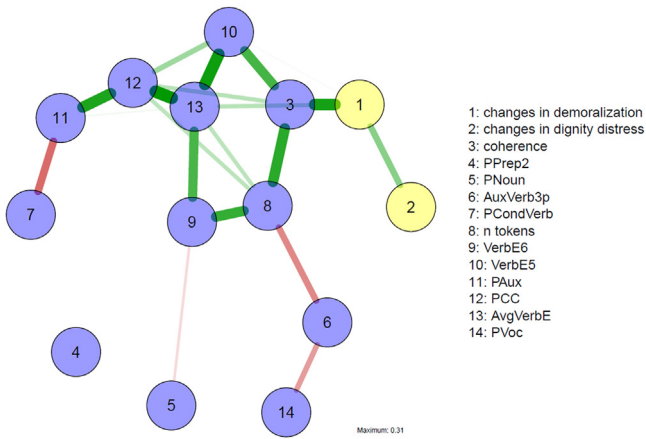 10
12
13
3
1
11
7
9
8
2
6
4
5
14
1: changes in demoralization
2: changes in dignity distress
3: coherence
4: PPrep2
5: PNoun
6: AuxVerb3p
7: PCondVerb
8: n tokens
9: VerbE6
10: VerbE5
11: PAux
12: PCC
13: AvgVerbE
14: PVoc
Maximum: 0.31